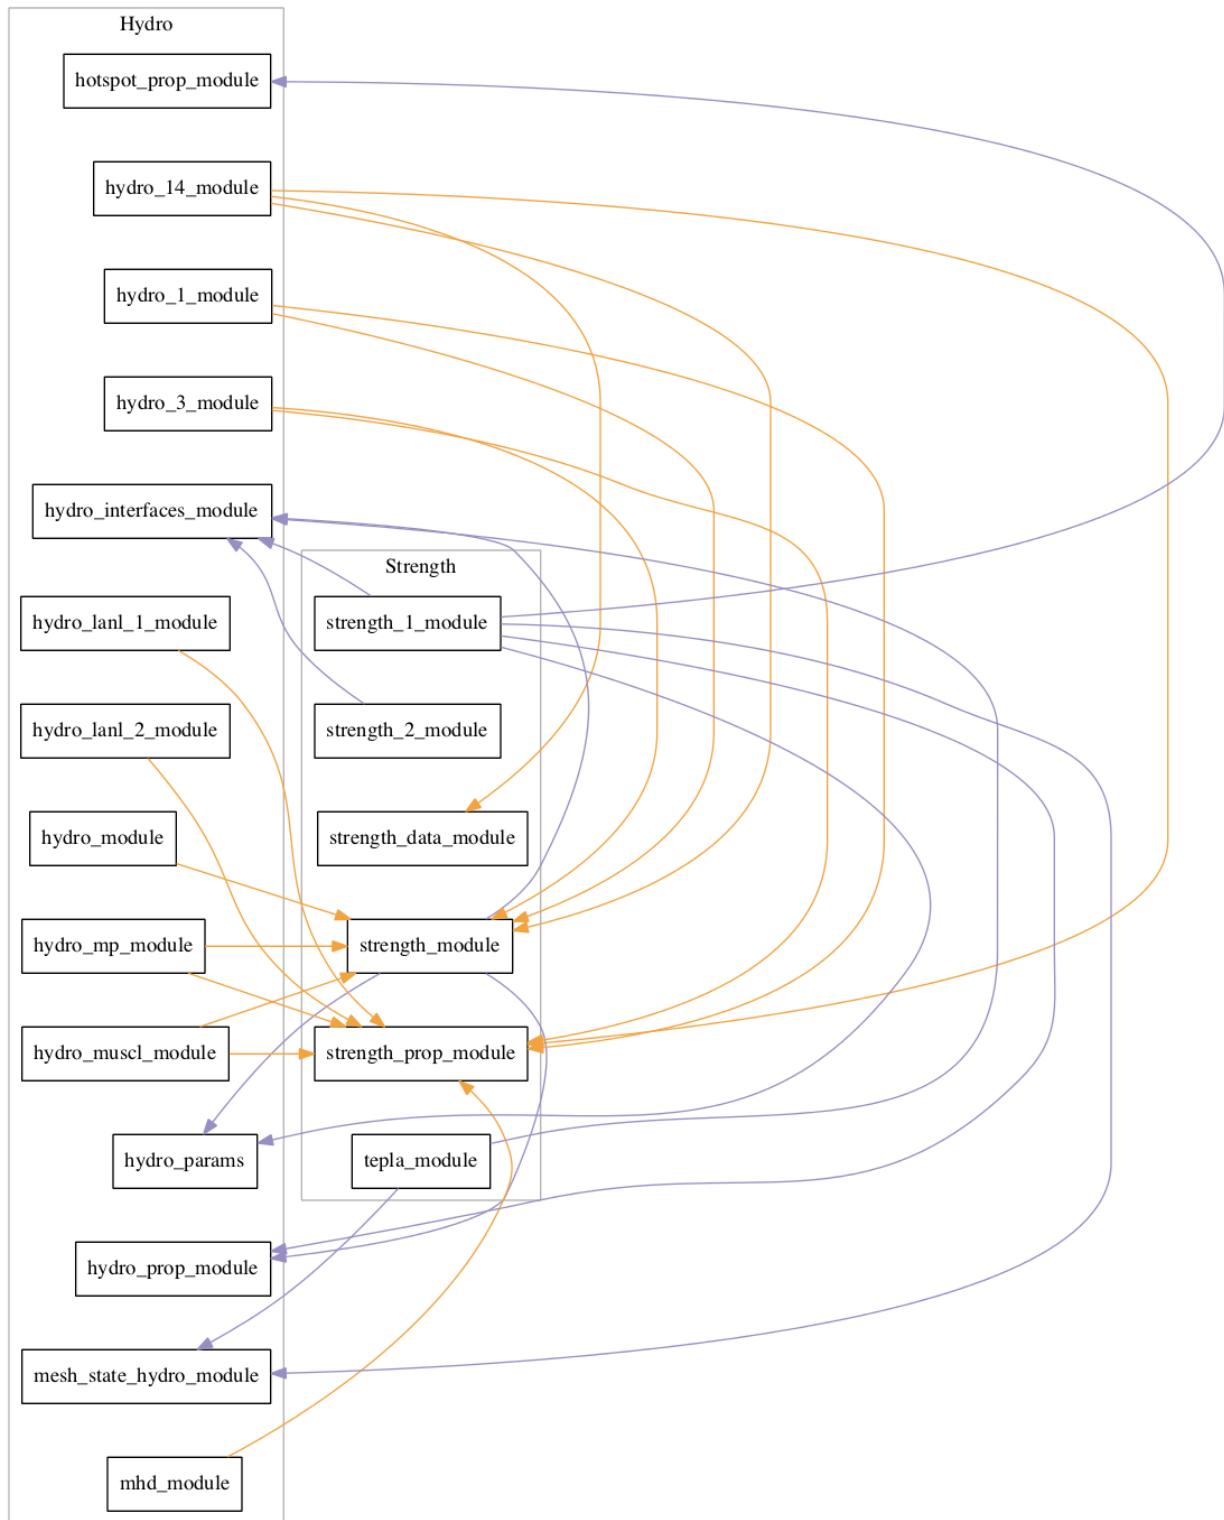 Hydro
hotspot_prop_module
hydro_14_module
hydro_1_module
hydro_3_module
hydro_interfaces_module
hydro_lanl_1_module
hydro_lanl_2_module
hydro_module
hydro_mp_module
hydro_muscl_module
hydro_params
hydro_prop_module
mesh_state_hydro_module
mhd_module
Strength
strength_1_module
strength_2_module
strength_data_module
strength_module
strength_prop_module
tepla_module